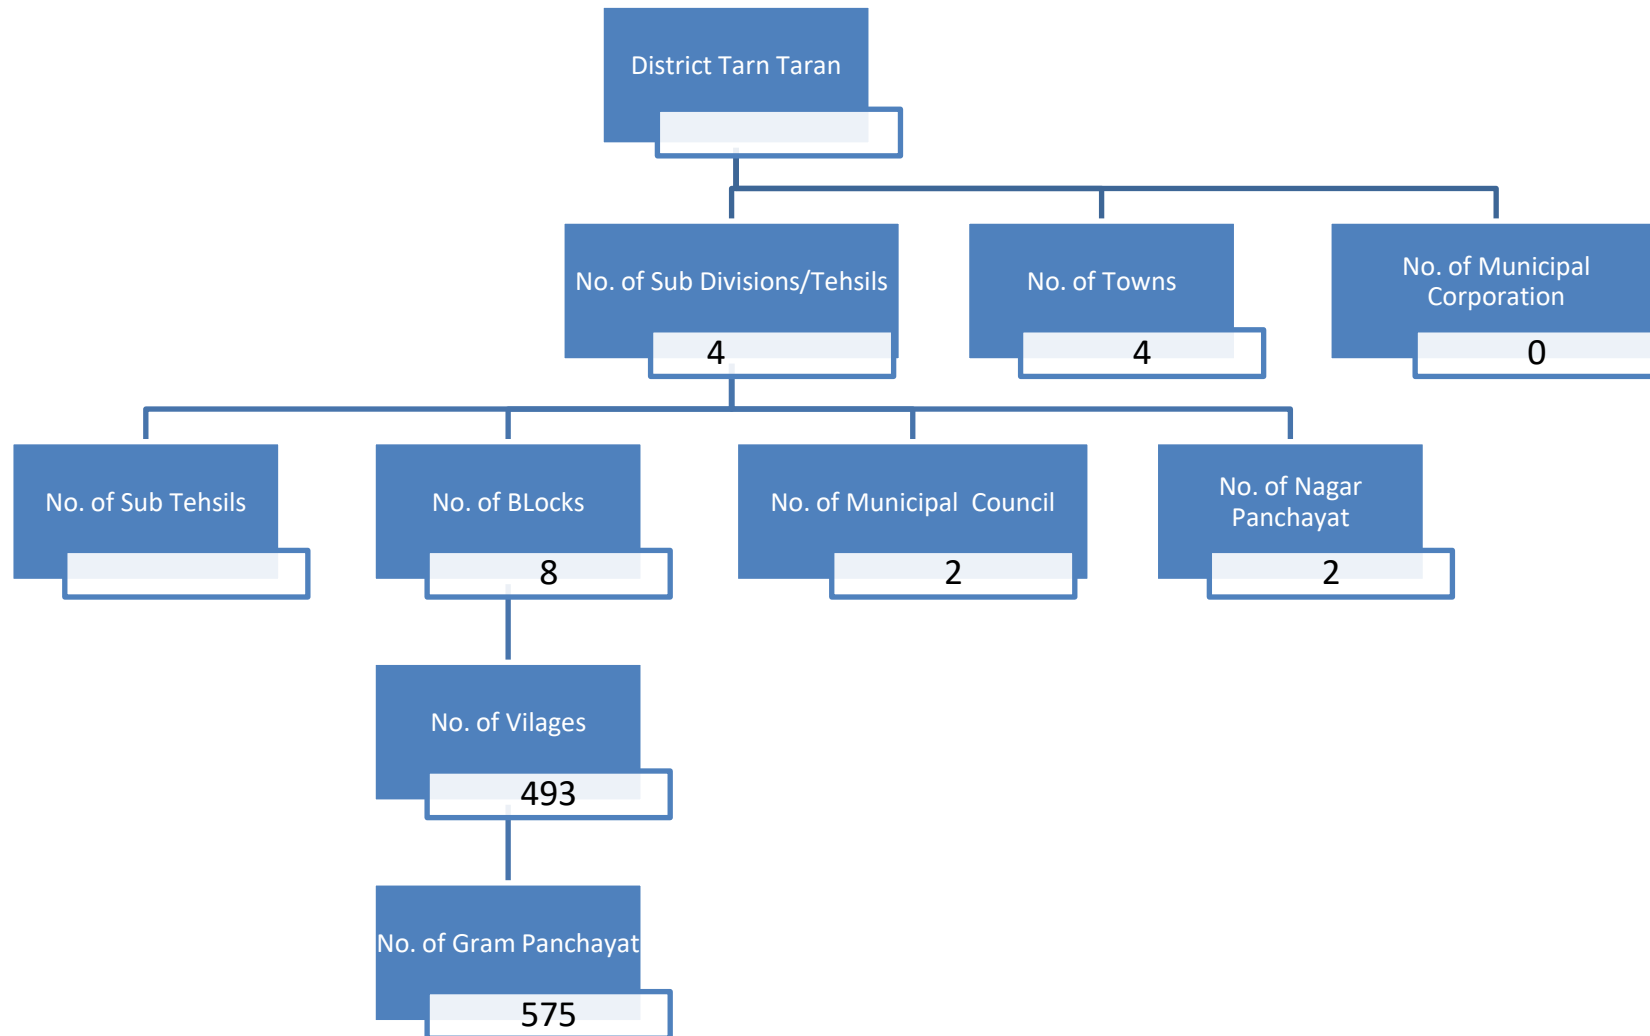 District Tarn Taran
No. of Sub Divisions/Tehsils
4
No. of Towns
4
No. of Municipal
Corporation
0
No. of Sub Tehsils
No. of BLocks
8
No. of Municipal  Council
2
No. of Nagar
Panchayat
2
No. of Vilages
493
No. of Gram Panchayat
575